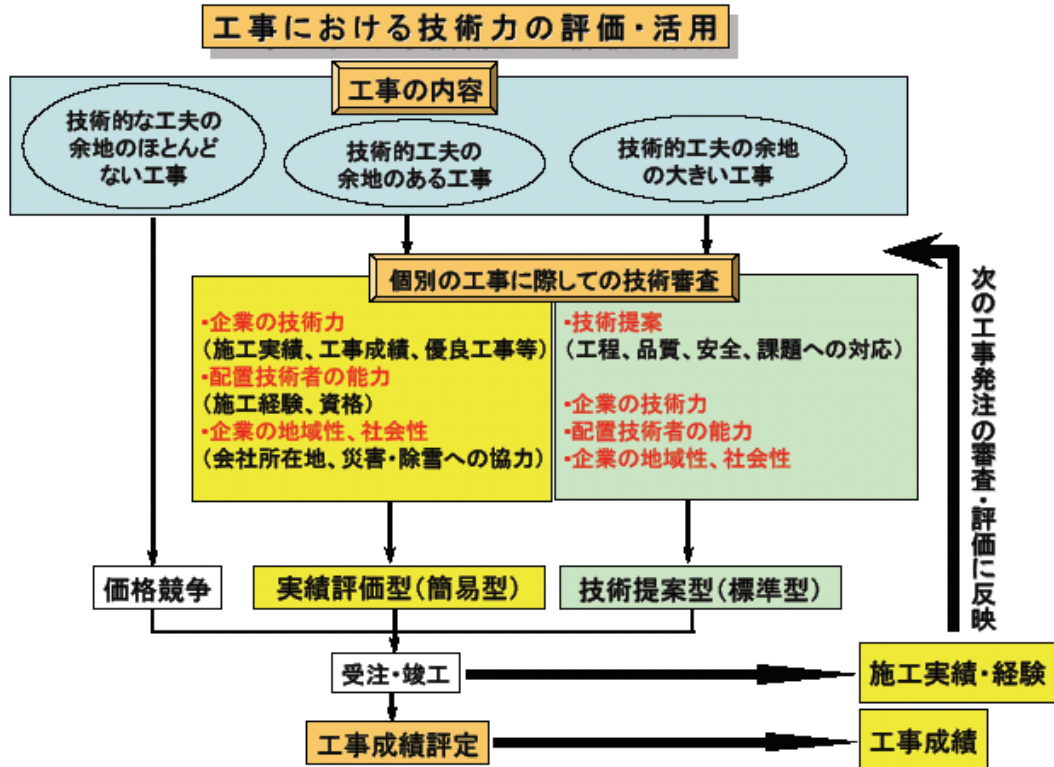 工事における技術力の評価・活用
工事の内容
技術的な工夫の
余地のほとんど
ない工事
技術的工夫の
余地のある工事
技術的工夫の余地
の大きい工事
個別の工事に際しての技術審査
・企業の技術力
(施工実績、工事成績、優良工事等)
・配置技術者の能力
(施工経験、資格)
・企業の地域性、社会性
(会社所在地、災害・除雪への協力)
・技術提案
(工程、品質、安全、課題への対応)
・企業の技術力
・配置技術者の能力
・企業の地域性、社会性
次の工事発注の審査・評価に反映
価格競争
実績評価型(簡易型)
技術提案型(標準型)
受注・竣工
施工実績・経験
工事成績評定
工事成績